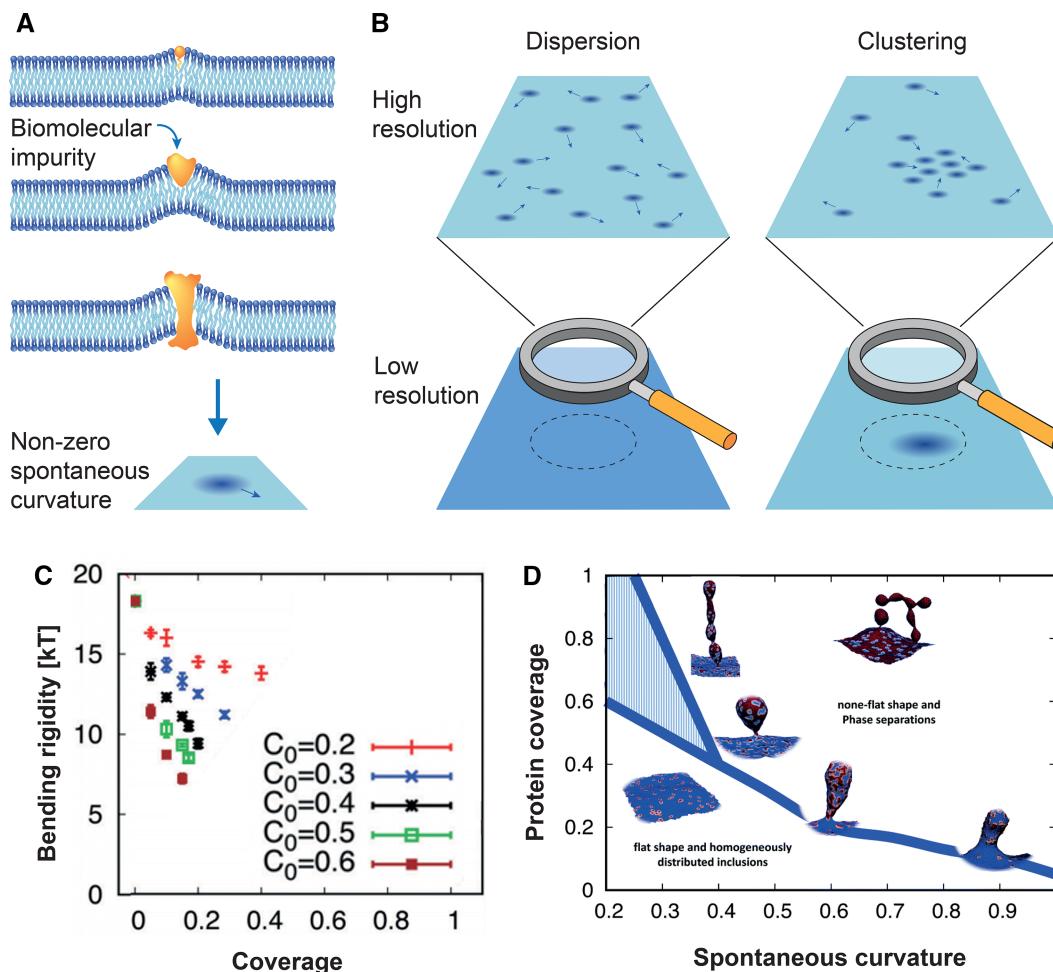 A
Biomolecular
impurity
Non-zero
spontaneous
curvature
B
Dispersion
Clustering
High
resolution
Low
resolution
C
Bending rigidity [kT]
20
15
10
5
0
C0=0.2
C0=0.3
C0=0.4
C0=0.5
C0=0.6
0 0.2 0.4 0.6 0.8 1
Coverage
D
Protein coverage
1
0.8
0.6
0.4
0.2
0
none-flat shape and
Phase separations
flat shape and homogeneously
distributed inclusions
0.2 0.3 0.4 0.5 0.6 0.7 0.8 0.9
Spontaneous curvature